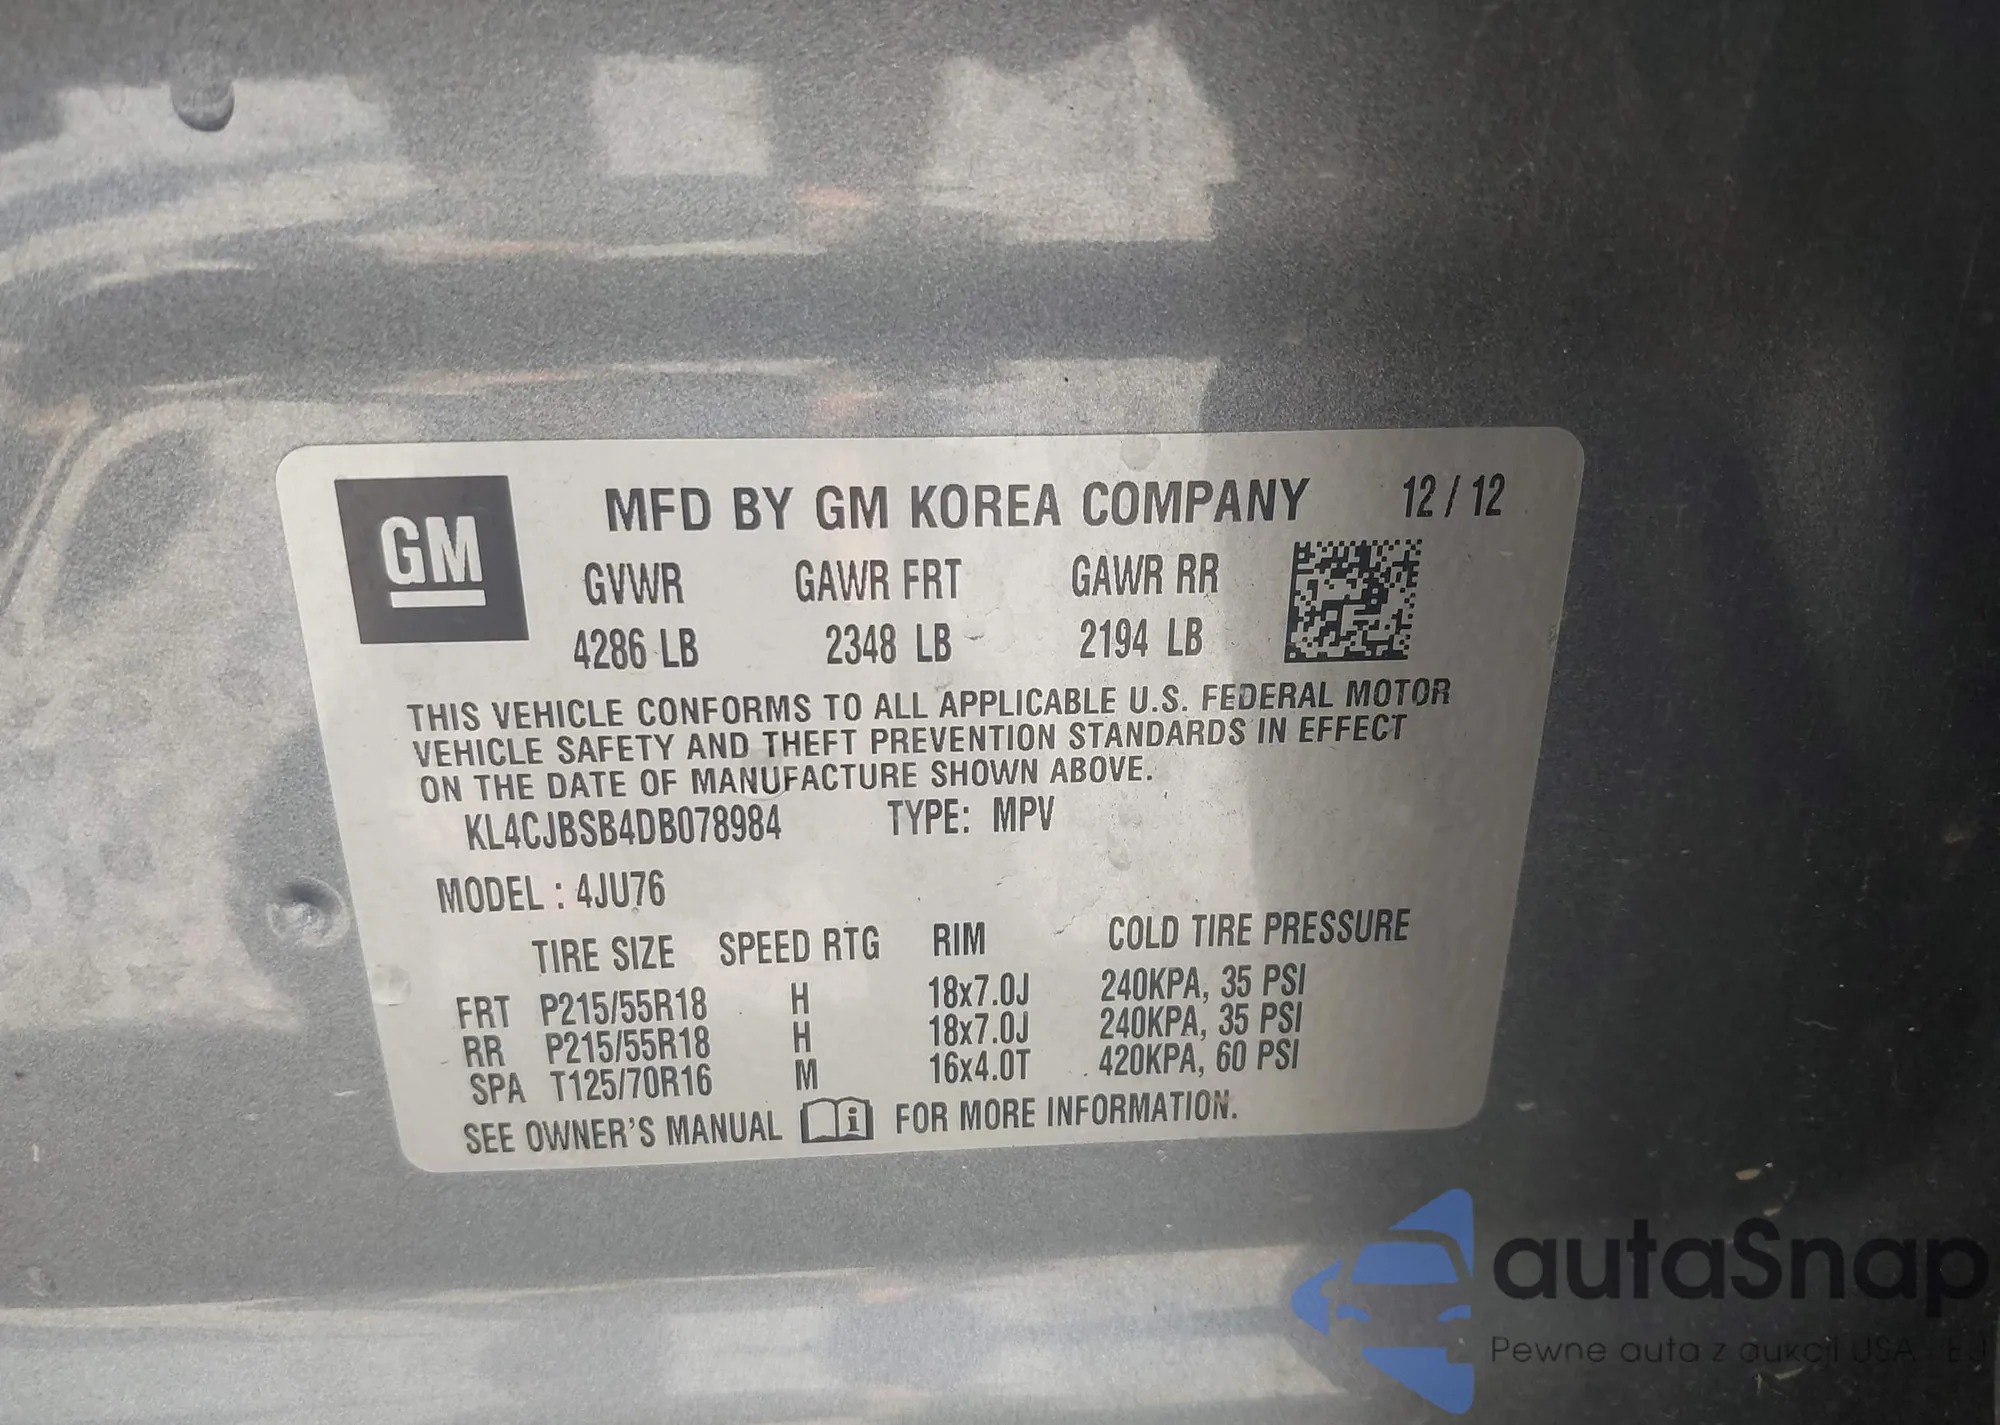 GM
MFD BY GM KOREA COMPANY 12 / 12
GVWR GAWR FRT GAWR RR
4286 LB 2348 LB 2194 LB
THIS VEHICLE CONFORMS TO ALL APPLICABLE U.S. FEDERAL MOTOR
VEHICLE SAFETY AND THEFT PREVENTION STANDARDS IN EFFECT
ON THE DATE OF MANUFACTURE SHOWN ABOVE.
KL4CJBSB4DB078984 TYPE: MPV
MODEL : 4JU76
TIRE SIZE SPEED RTG RIM COLD TIRE PRESSURE
FRT P215/55R18 H 18x7.0J 240KPA, 35 PSI
RR P215/55R18 H 18x7.0J 240KPA, 35 PSI
SPA T125/70R16 M 16x4.0T 420KPA, 60 PSI
SEE OWNER'S MANUAL i FOR MORE INFORMATION.
autaSnap
Pewne auta z aukcji USA - EU